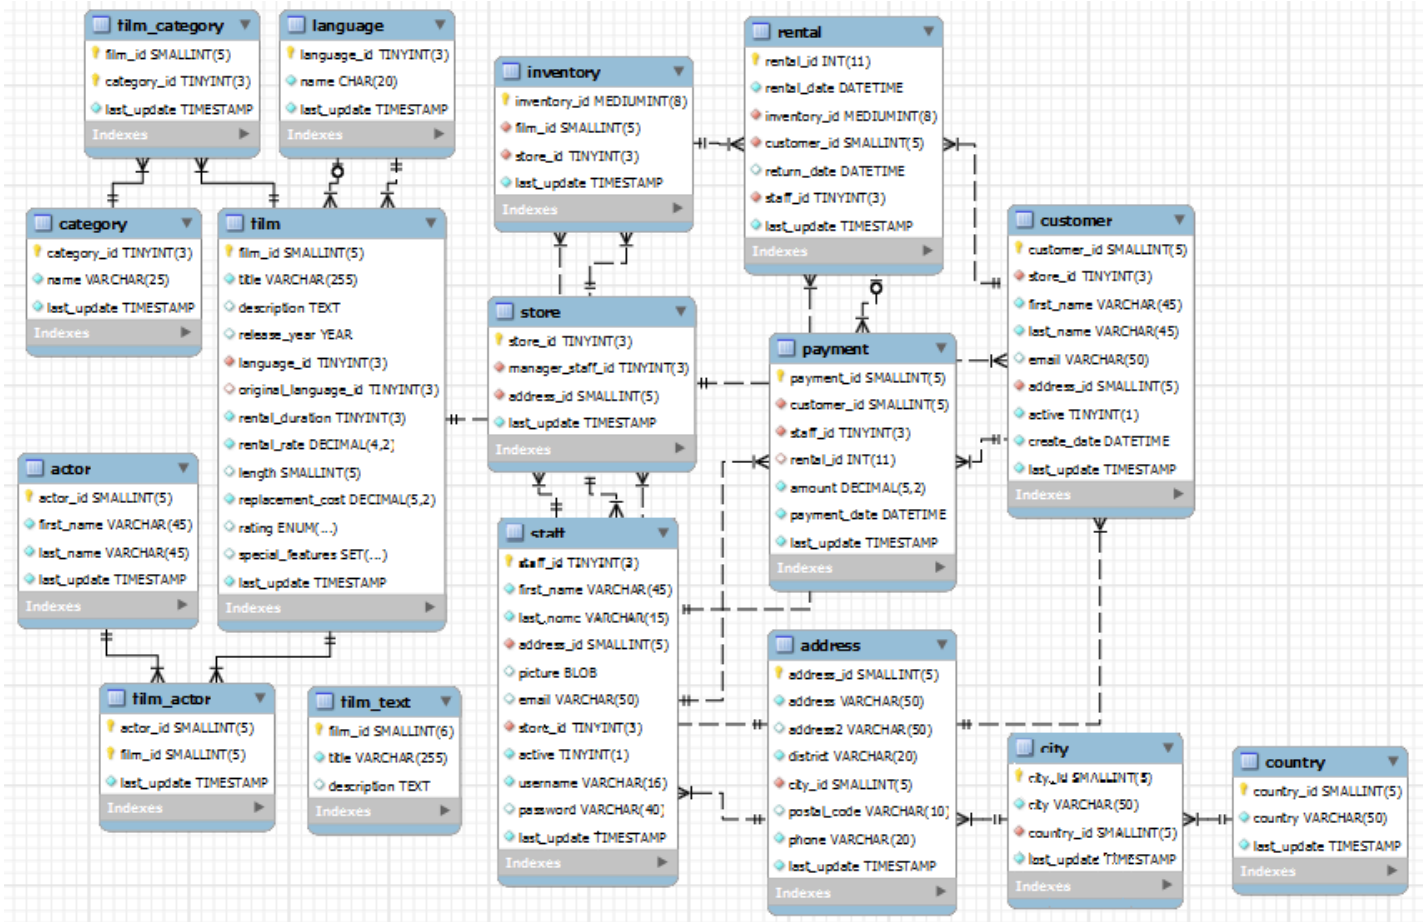 film_category
film_id SMALLINT(5)
category_id TINYINT(3)
last_update TIMESTAMP
Indexes
language
language_id TINYINT(3)
name CHAR(20)
last_update TIMESTAMP
Indexes
inventory
inventory_id MEDIUMINT(8)
film_id SMALLINT(5)
store_id TINYINT(3)
last_update TIMESTAMP
Indexes
rental
rental_id INT(11)
rental_date DATETIME
inventory_id MEDIUMINT(8)
customer_id SMALLINT(5)
return_date DATETIME
staff_id TINYINT(3)
last_update TIMESTAMP
Indexes
category
category_id TINYINT(3)
name VARCHAR(25)
last_update TIMESTAMP
Indexes
film
film_id SMALLINT(5)
title VARCHAR(255)
description TEXT
release_year YEAR
language_id TINYINT(3)
original_language_id TINYINT(3)
rental_duration TINYINT(3)
rental_rate DECIMAL(4,2)
length SMALLINT(5)
replacement_cost DECIMAL(5,2)
rating ENUM(...)
special_features SET(...)
last_update TIMESTAMP
Indexes
customer
customer_id SMALLINT(5)
store_id TINYINT(3)
first_name VARCHAR(45)
last_name VARCHAR(45)
email VARCHAR(50)
address_id SMALLINT(5)
active TINYINT(1)
create_date DATETIME
last_update TIMESTAMP
Indexes
store
store_id TINYINT(3)
manager_staff_id TINYINT(3)
address_id SMALLINT(5)
last_update TIMESTAMP
Indexes
payment
payment_id SMALLINT(5)
customer_id SMALLINT(5)
staff_id TINYINT(3)
rental_id INT(11)
amount DECIMAL(5,2)
payment_date DATETIME
last_update TIMESTAMP
Indexes
actor
actor_id SMALLINT(5)
first_name VARCHAR(45)
last_name VARCHAR(45)
last_update TIMESTAMP
Indexes
staff
staff_id TINYINT(3)
first_name VARCHAR(45)
last_name VARCHAR(45)
address_id SMALLINT(5)
picture BLOB
email VARCHAR(50)
store_id TINYINT(3)
active TINYINT(1)
username VARCHAR(16)
password VARCHAR(40)
last_update TIMESTAMP
Indexes
address
address_id SMALLINT(5)
address VARCHAR(50)
address2 VARCHAR(50)
district VARCHAR(20)
city_id SMALLINT(5)
postal_code VARCHAR(10)
phone VARCHAR(20)
last_update TIMESTAMP
Indexes
film_actor
actor_id SMALLINT(5)
film_id SMALLINT(5)
last_update TIMESTAMP
Indexes
film_text
film_id SMALLINT(6)
title VARCHAR(255)
description TEXT
Indexes
city
city_id SMALLINT(5)
city VARCHAR(50)
country_id SMALLINT(5)
last_update TIMESTAMP
Indexes
country
country_id SMALLINT(5)
country VARCHAR(50)
last_update TIMESTAMP
Indexes